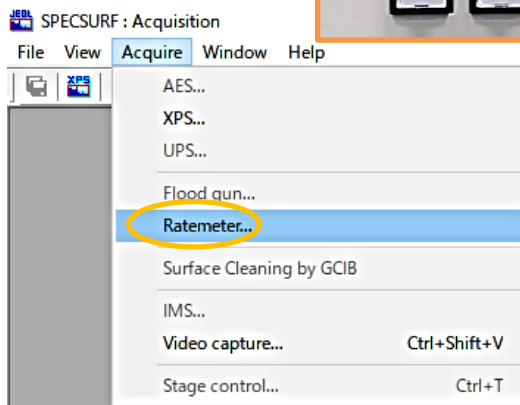 JEOL SPECSURF : Acquisition
File View Acquire Window Help
XPS
AES...
XPS...
UPS...
Flood gun...
Ratemeter...
Surface Cleaning by GCIB
IMS...
Video capture... Ctrl+Shift+V
Stage control... Ctrl+T